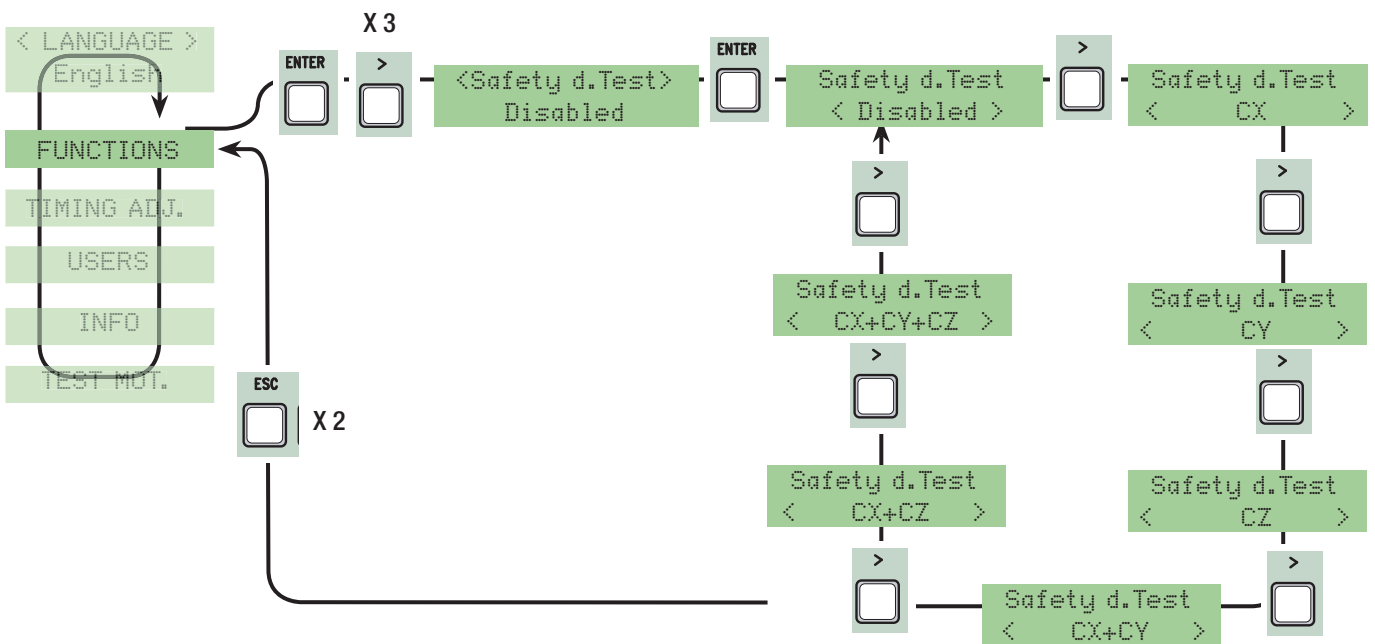 < LANGUAGE >
English
FUNCTIONS
TIMING ADJ.
USERS
INFO
TEST MOT.
ENTER
X 3
>
<Safety d.Test>
Disabled
ENTER
Safety d.Test
< Disabled >
>
Safety d.Test
< CX >
>
Safety d.Test
< CY >
>
Safety d.Test
< CZ >
>
Safety d.Test
< CX+CY >
>
Safety d.Test
< CX+CZ >
>
Safety d.Test
< CX+CY+CZ >
>
ESC
X 2